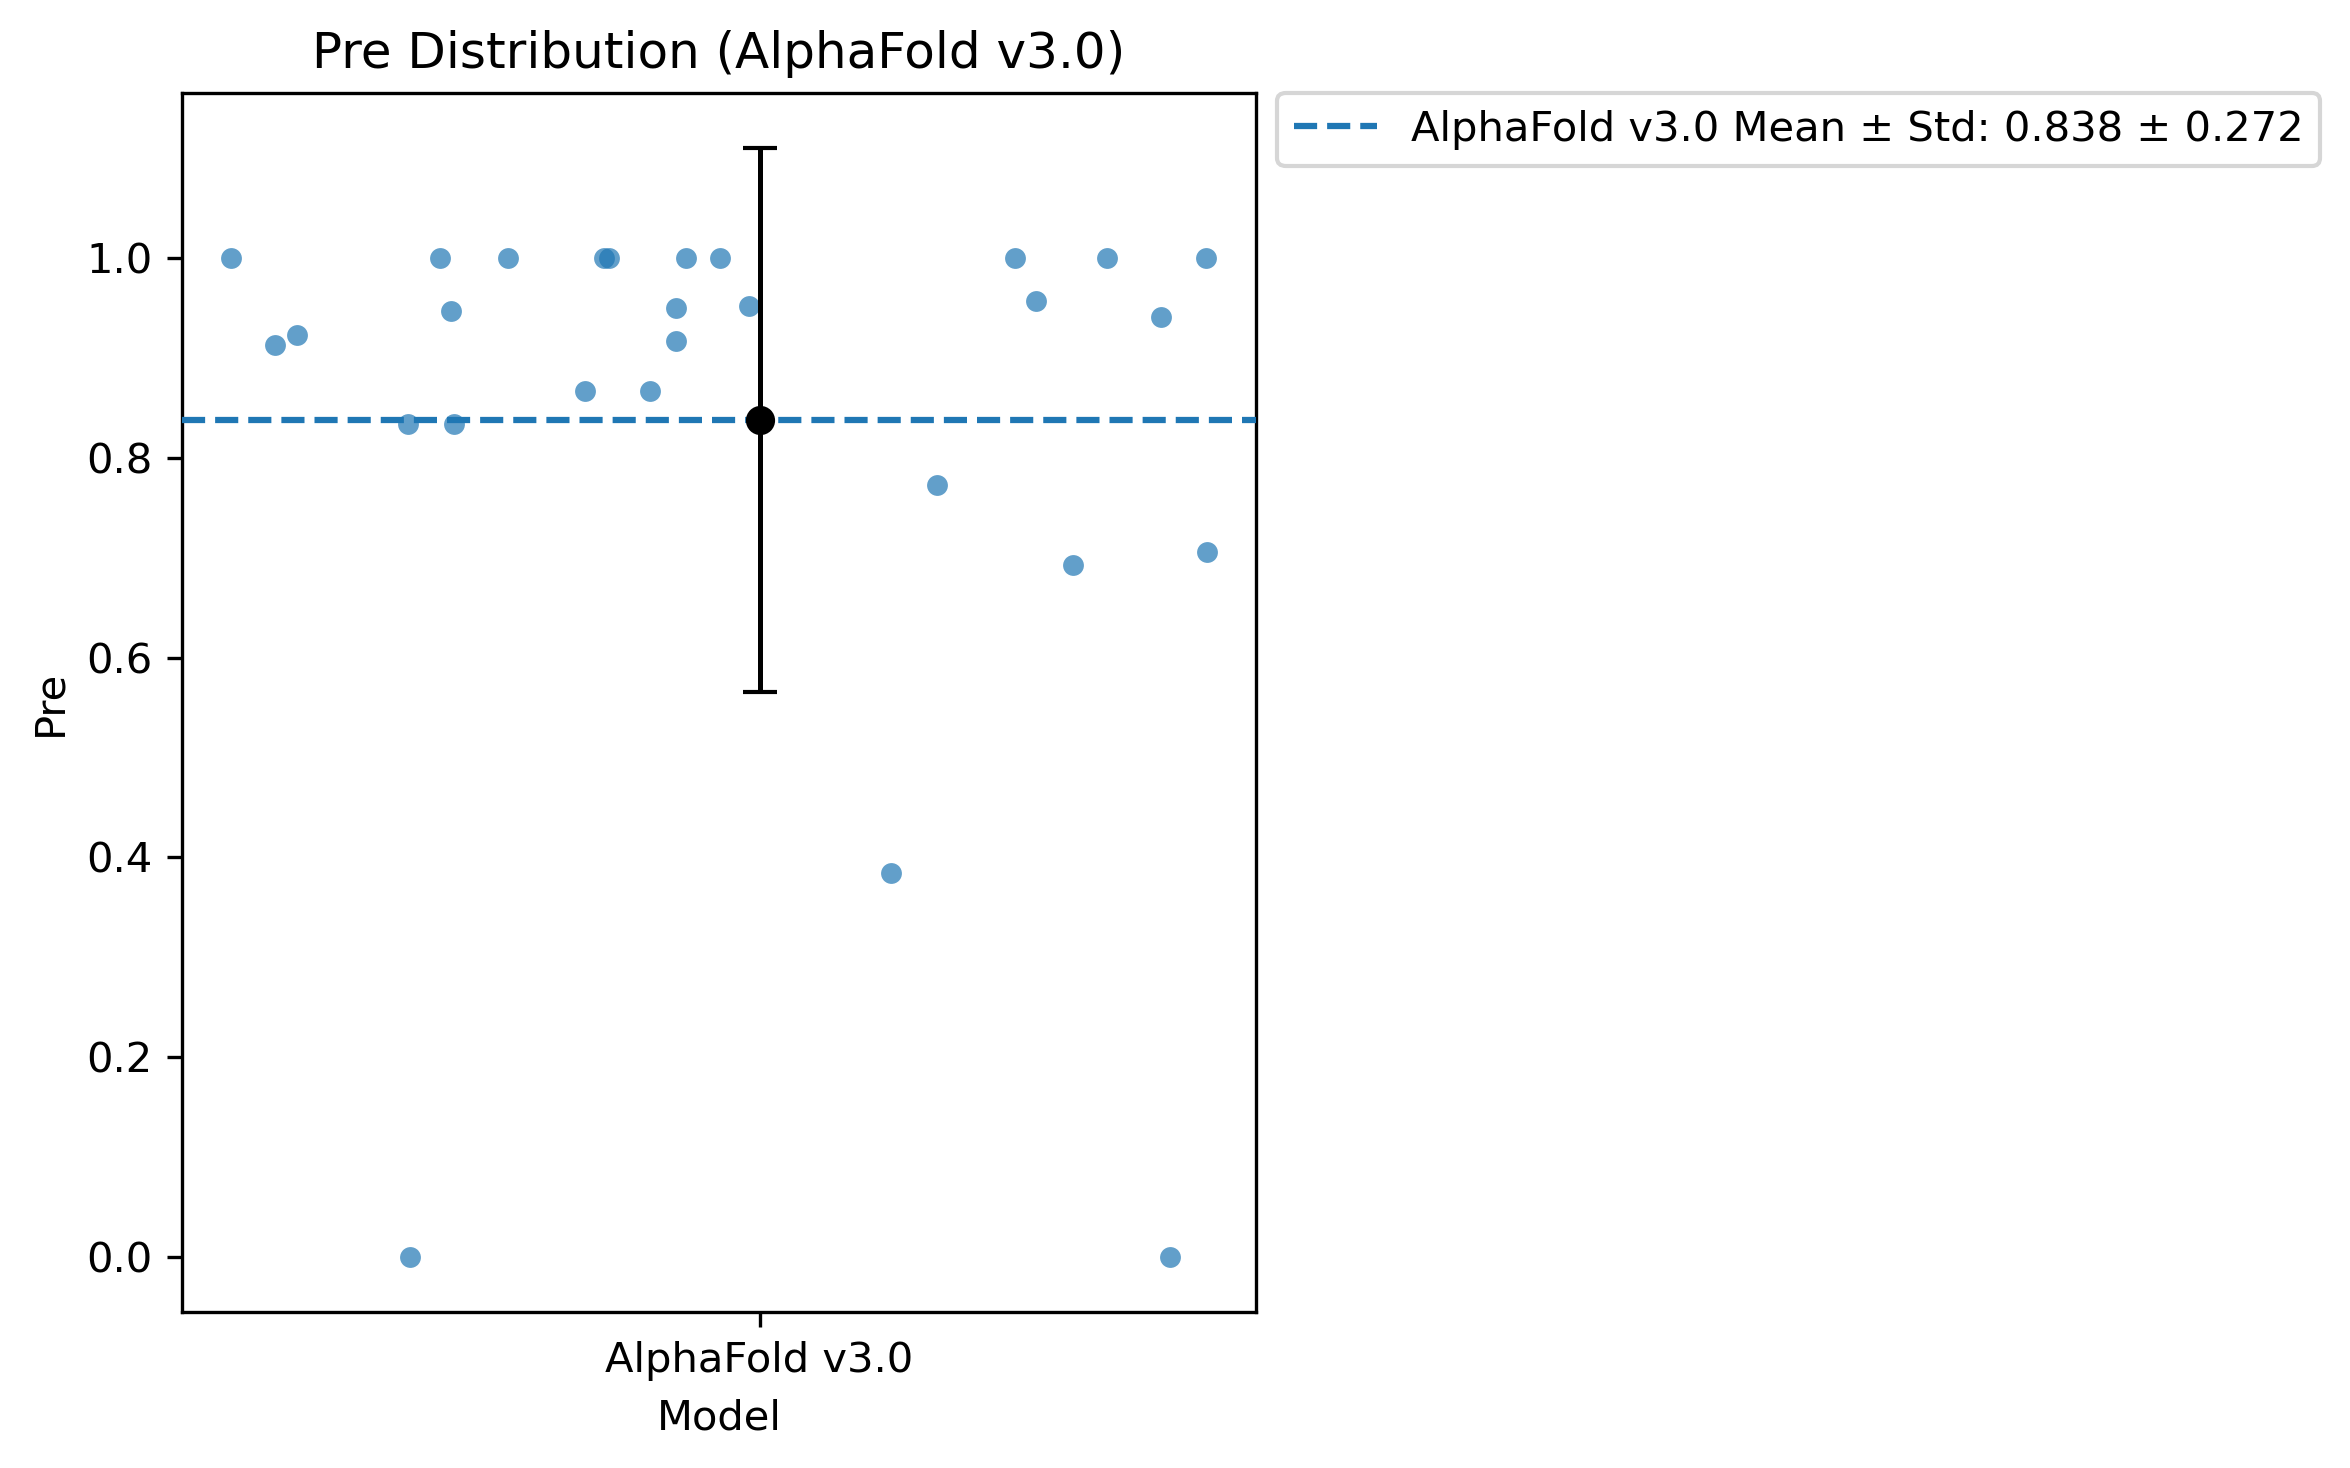 Pre Distribution (AlphaFold v3.0)
AlphaFold v3.0 Mean ± Std: 0.838 ± 0.272
1.0
0.8
0.6
0.4
0.2
0.0
Pre
AlphaFold v3.0
Model